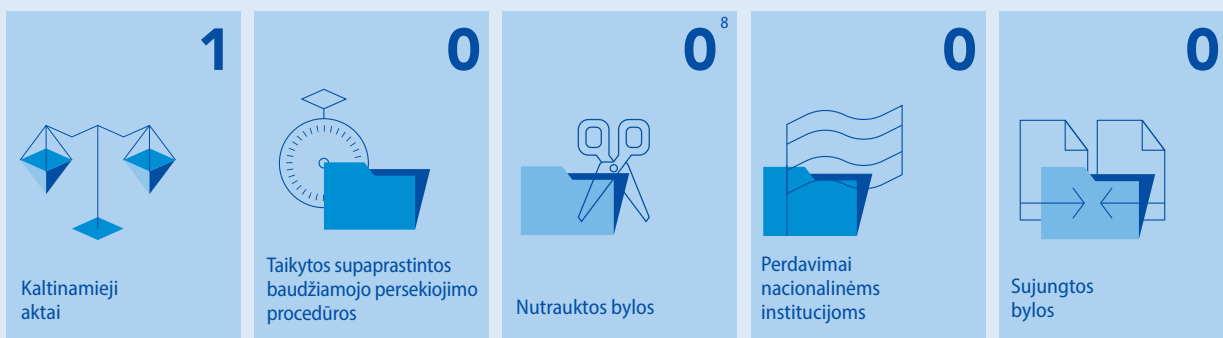 1
Kaltinamieji
aktai
0
Taikytos supaprastintos
baudžiamojo persekiojimo
procedūros
0 8
Nutrauktos bylos
0
Perdavimai
nacionalinėms
institucijoms
0
Sujungtos
bylos